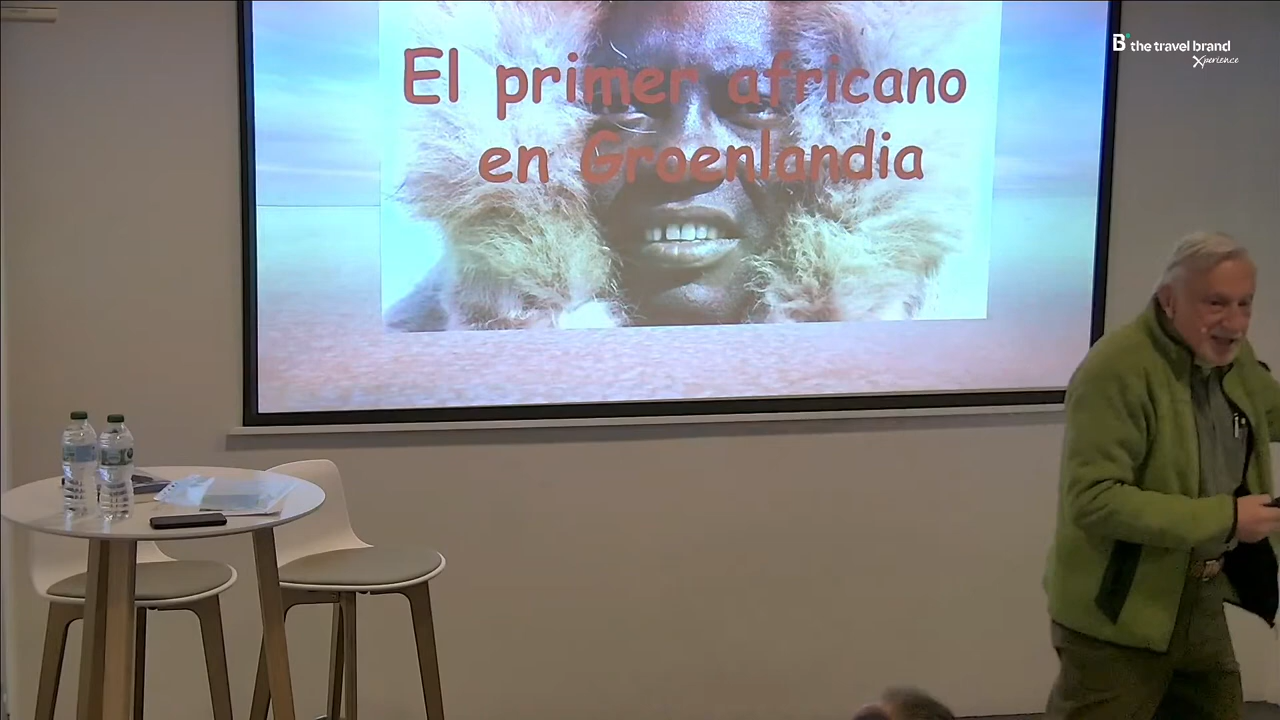 El primer africano
en Groenlandia
B the travel brand
Xperience